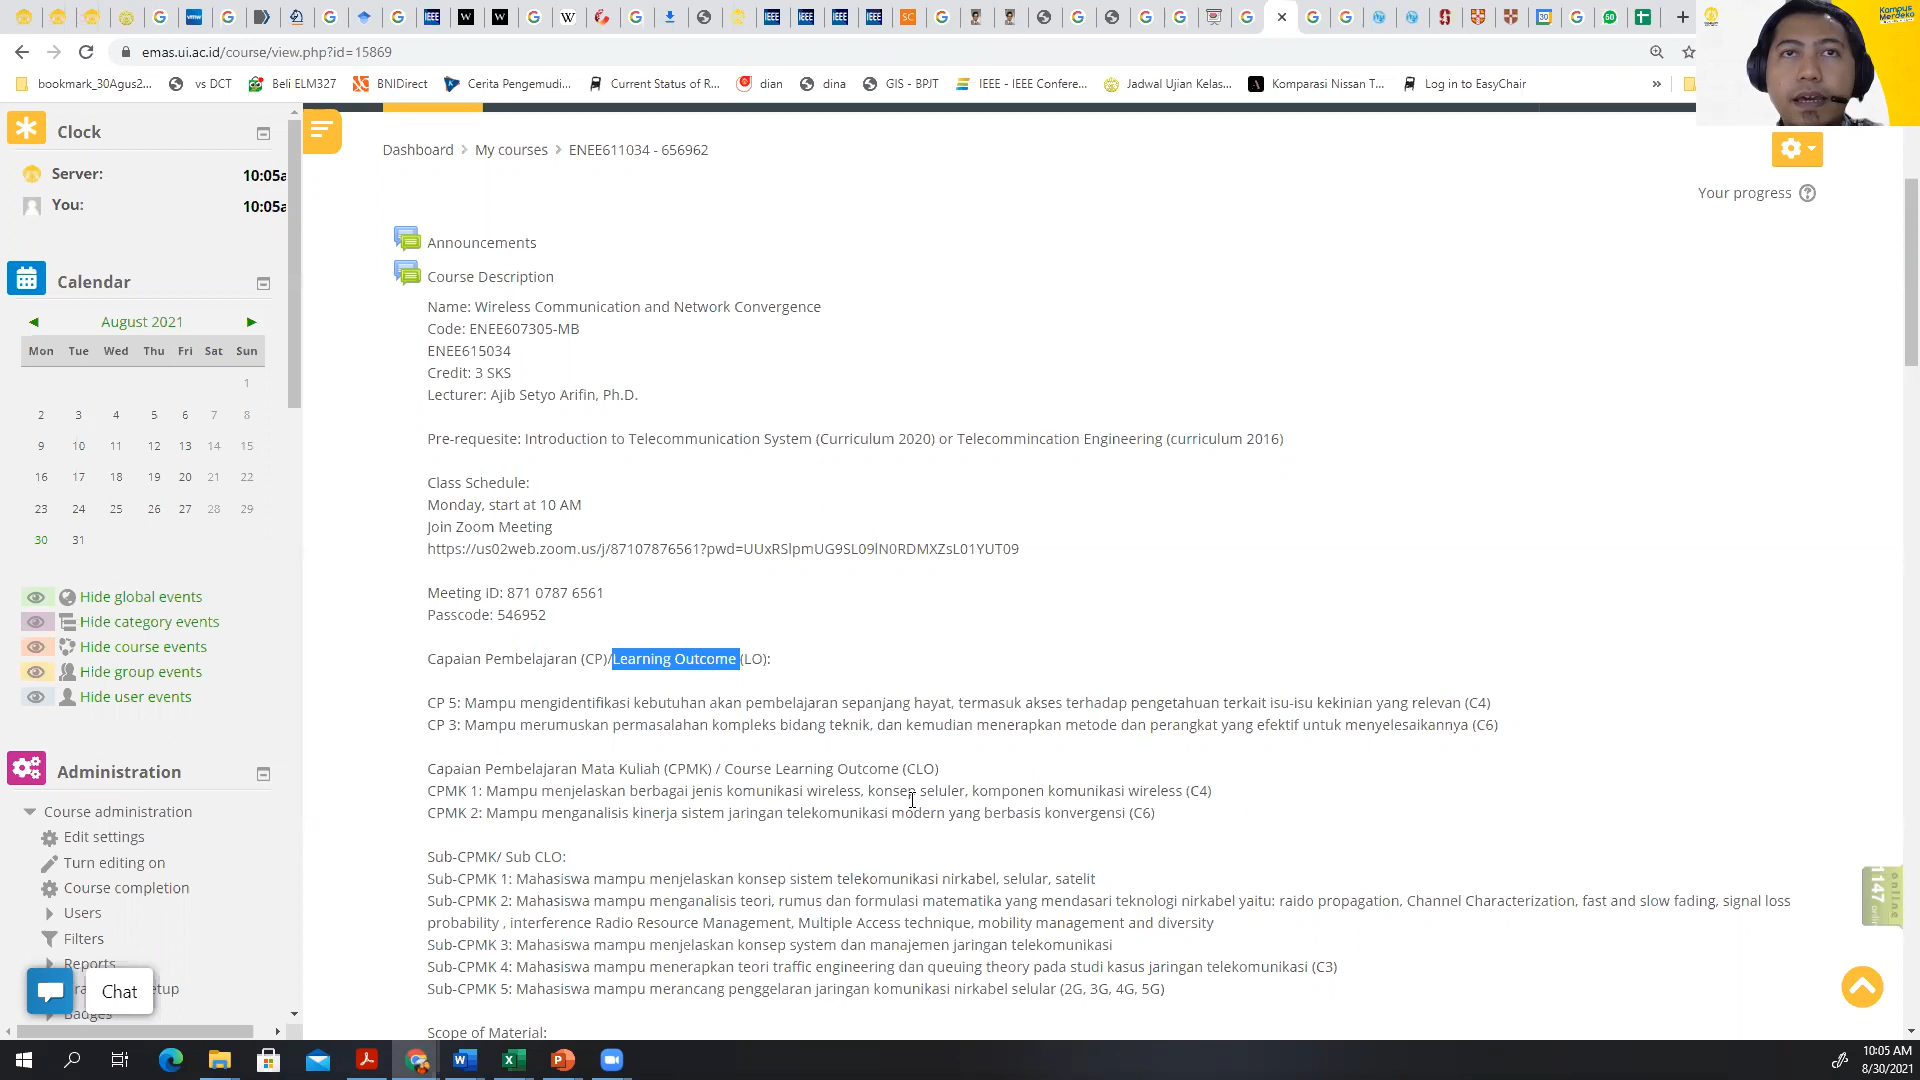 emas.ui.ac.id/course/view.php?id=15869
Kampus
Merdeka
bookmark_30Agus2...
vs DCT
Beli ELM327
BNIDirect
Cerita Pengemudi...
Current Status of R...
dian
dina
GIS - BPJT
IEEE - IEEE Confere...
Jadwal Ujian Kelas...
Komparasi Nissan T...
Log in to EasyChair
Clock
Server: 10:05a
You: 10:05a
Calendar
August 2021
Mon Tue Wed Thu Fri Sat Sun
1
2 3 4 5 6 7 8
9 10 11 12 13 14 15
16 17 18 19 20 21 22
23 24 25 26 27 28 29
30 31
Hide global events
Hide category events
Hide course events
Hide group events
Hide user events
Administration
Course administration
Edit settings
Turn editing on
Course completion
Users
Filters
Reports
Badges
Chat
Dashboard > My courses > ENEE611034 - 656962
Your progress
Announcements
Course Description
Name: Wireless Communication and Network Convergence
Code: ENEE607305-MB
ENEE615034
Credit: 3 SKS
Lecturer: Ajib Setyo Arifin, Ph.D.
Pre-requesite: Introduction to Telecommunication System (Curriculum 2020) or Telecommincation Engineering (curriculum 2016)
Class Schedule:
Monday, start at 10 AM
Join Zoom Meeting
https://us02web.zoom.us/j/87107876561?pwd=UUxRSlpmUG9SL09lN0RDMXZsL01YUT09
Meeting ID: 871 0787 6561
Passcode: 546952
Capaian Pembelajaran (CP)/Learning Outcome (LO):
CP 5: Mampu mengidentifikasi kebutuhan akan pembelajaran sepanjang hayat, termasuk akses terhadap pengetahuan terkait isu-isu kekinian yang relevan (C4)
CP 3: Mampu merumuskan permasalahan kompleks bidang teknik, dan kemudian menerapkan metode dan perangkat yang efektif untuk menyelesaikannya (C6)
Capaian Pembelajaran Mata Kuliah (CPMK) / Course Learning Outcome (CLO)
CPMK 1: Mampu menjelaskan berbagai jenis komunikasi wireless, konsep seluler, komponen komunikasi wireless (C4)
CPMK 2: Mampu menganalisis kinerja sistem jaringan telekomunikasi modern yang berbasis konvergensi (C6)
Sub-CPMK/ Sub CLO:
Sub-CPMK 1: Mahasiswa mampu menjelaskan konsep sistem telekomunikasi nirkabel, selular, satelit
Sub-CPMK 2: Mahasiswa mampu menganalisis teori, rumus dan formulasi matematika yang mendasari teknologi nirkabel yaitu: raido propagation, Channel Characterization, fast and slow fading, signal loss
probability , interference Radio Resource Management, Multiple Access technique, mobility management and diversity
Sub-CPMK 3: Mahasiswa mampu menjelaskan konsep system dan manajemen jaringan telekomunikasi
Sub-CPMK 4: Mahasiswa mampu menerapkan teori traffic engineering dan queuing theory pada studi kasus jaringan telekomunikasi (C3)
Sub-CPMK 5: Mahasiswa mampu merancang penggelaran jaringan komunikasi nirkabel selular (2G, 3G, 4G, 5G)
Scope of Material:
online
1147
10:05 AM
8/30/2021